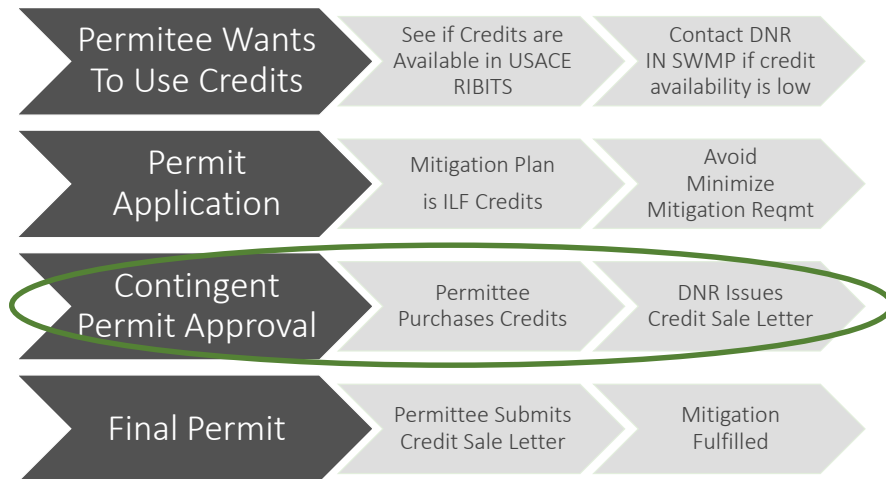 Permitee Wants
To Use Credits
See if Credits are
Available in USACE
RIBITS
Contact DNR
IN SWMP if credit
availability is low
Permit
Application
Mitigation Plan
is ILF Credits
Avoid
Minimize
Mitigation Reqmt
Contingent
Permit Approval
Permittee
Purchases Credits
DNR Issues
Credit Sale Letter
Final Permit
Permittee Submits
Credit Sale Letter
Mitigation
Fulfilled